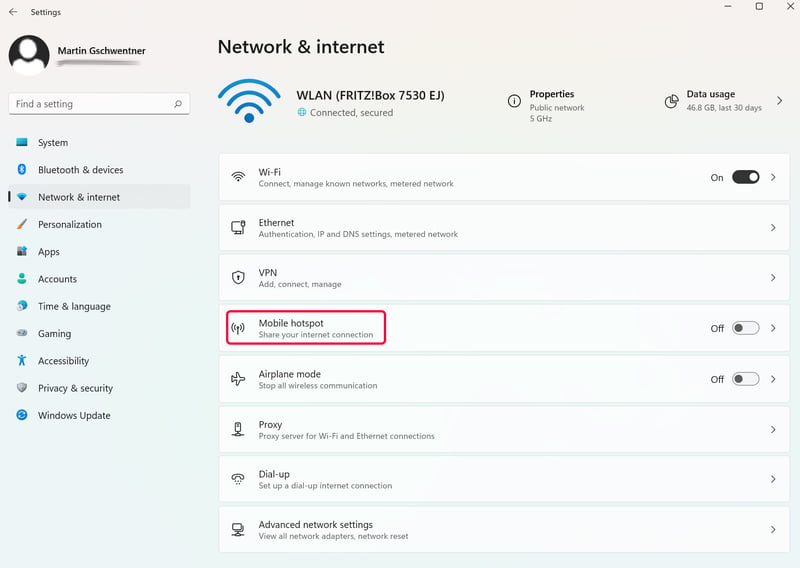 Settings
Martin Gschwentner
Find a setting
System
Bluetooth & devices
Network & internet
Personalization
Apps
Accounts
Time & language
Gaming
Accessibility
Privacy & security
Windows Update
Network & internet
WLAN (FRITZ!Box 7530 EJ)
Connected, secured
Properties
Public network
5 GHz
Data usage
46.8 GB, last 30 days
Wi-Fi
Connect, manage known networks, metered network
On
Ethernet
Authentication, IP and DNS settings, metered network
VPN
Add, connect, manage
Mobile hotspot
Share your internet connection
Off
Airplane mode
Stop all wireless communication
Off
Proxy
Proxy server for Wi-Fi and Ethernet connections
Dial-up
Set up a dial-up internet connection
Advanced network settings
View all network adapters, network reset